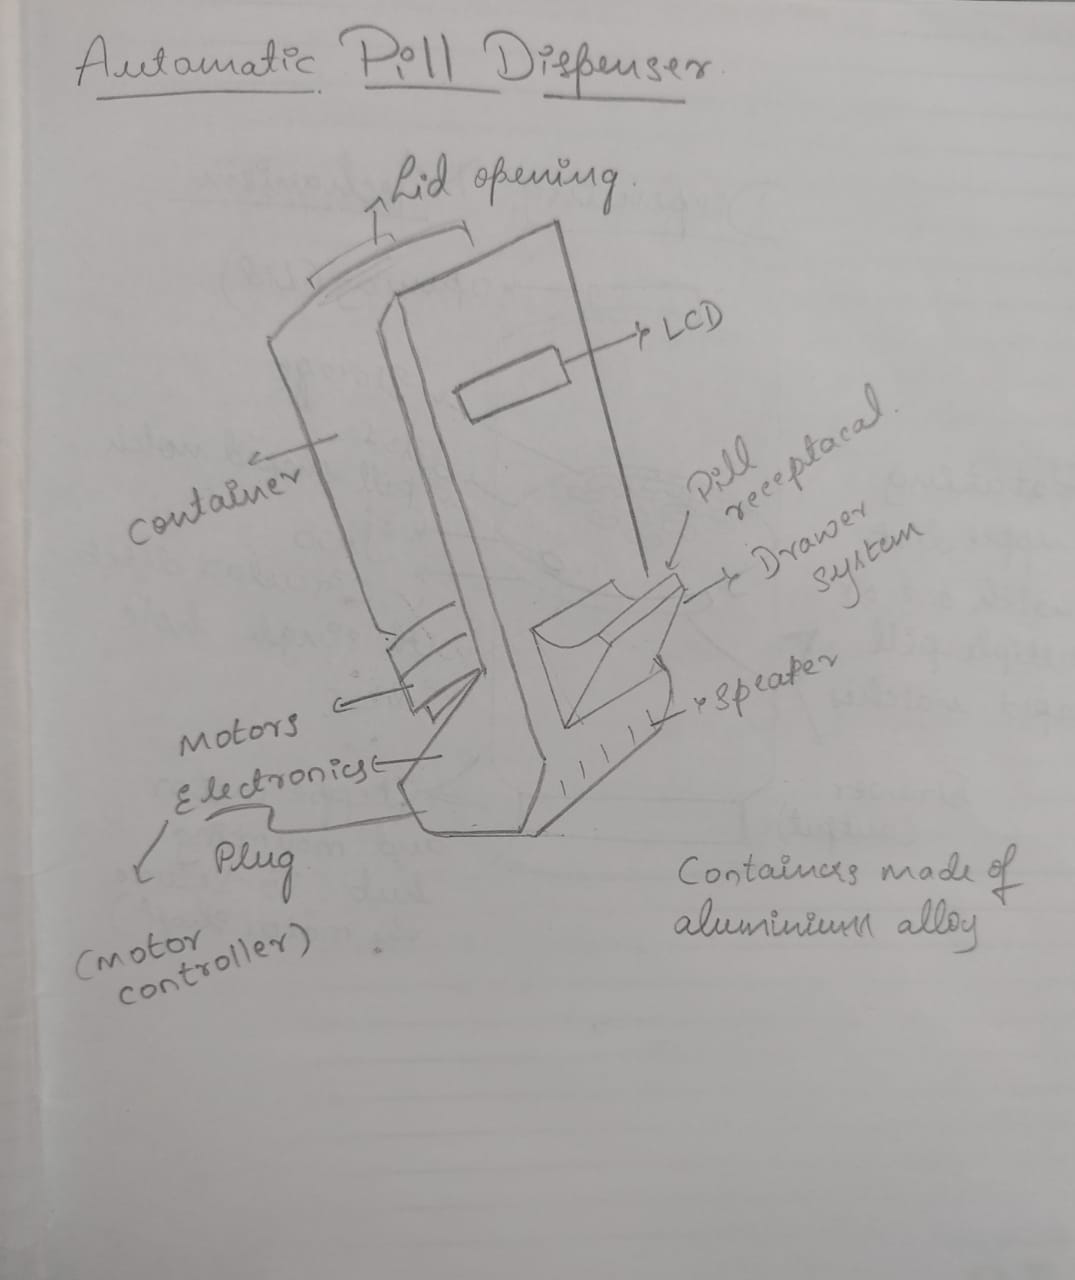 Automatic Pill Dispenser
Lid opening.
LCD
Pill
receptacal.
Container
Drawer
system
Speaker
Motors
Electronics
Plug
(Motor
controller)
Containers made of
aluminium alloy